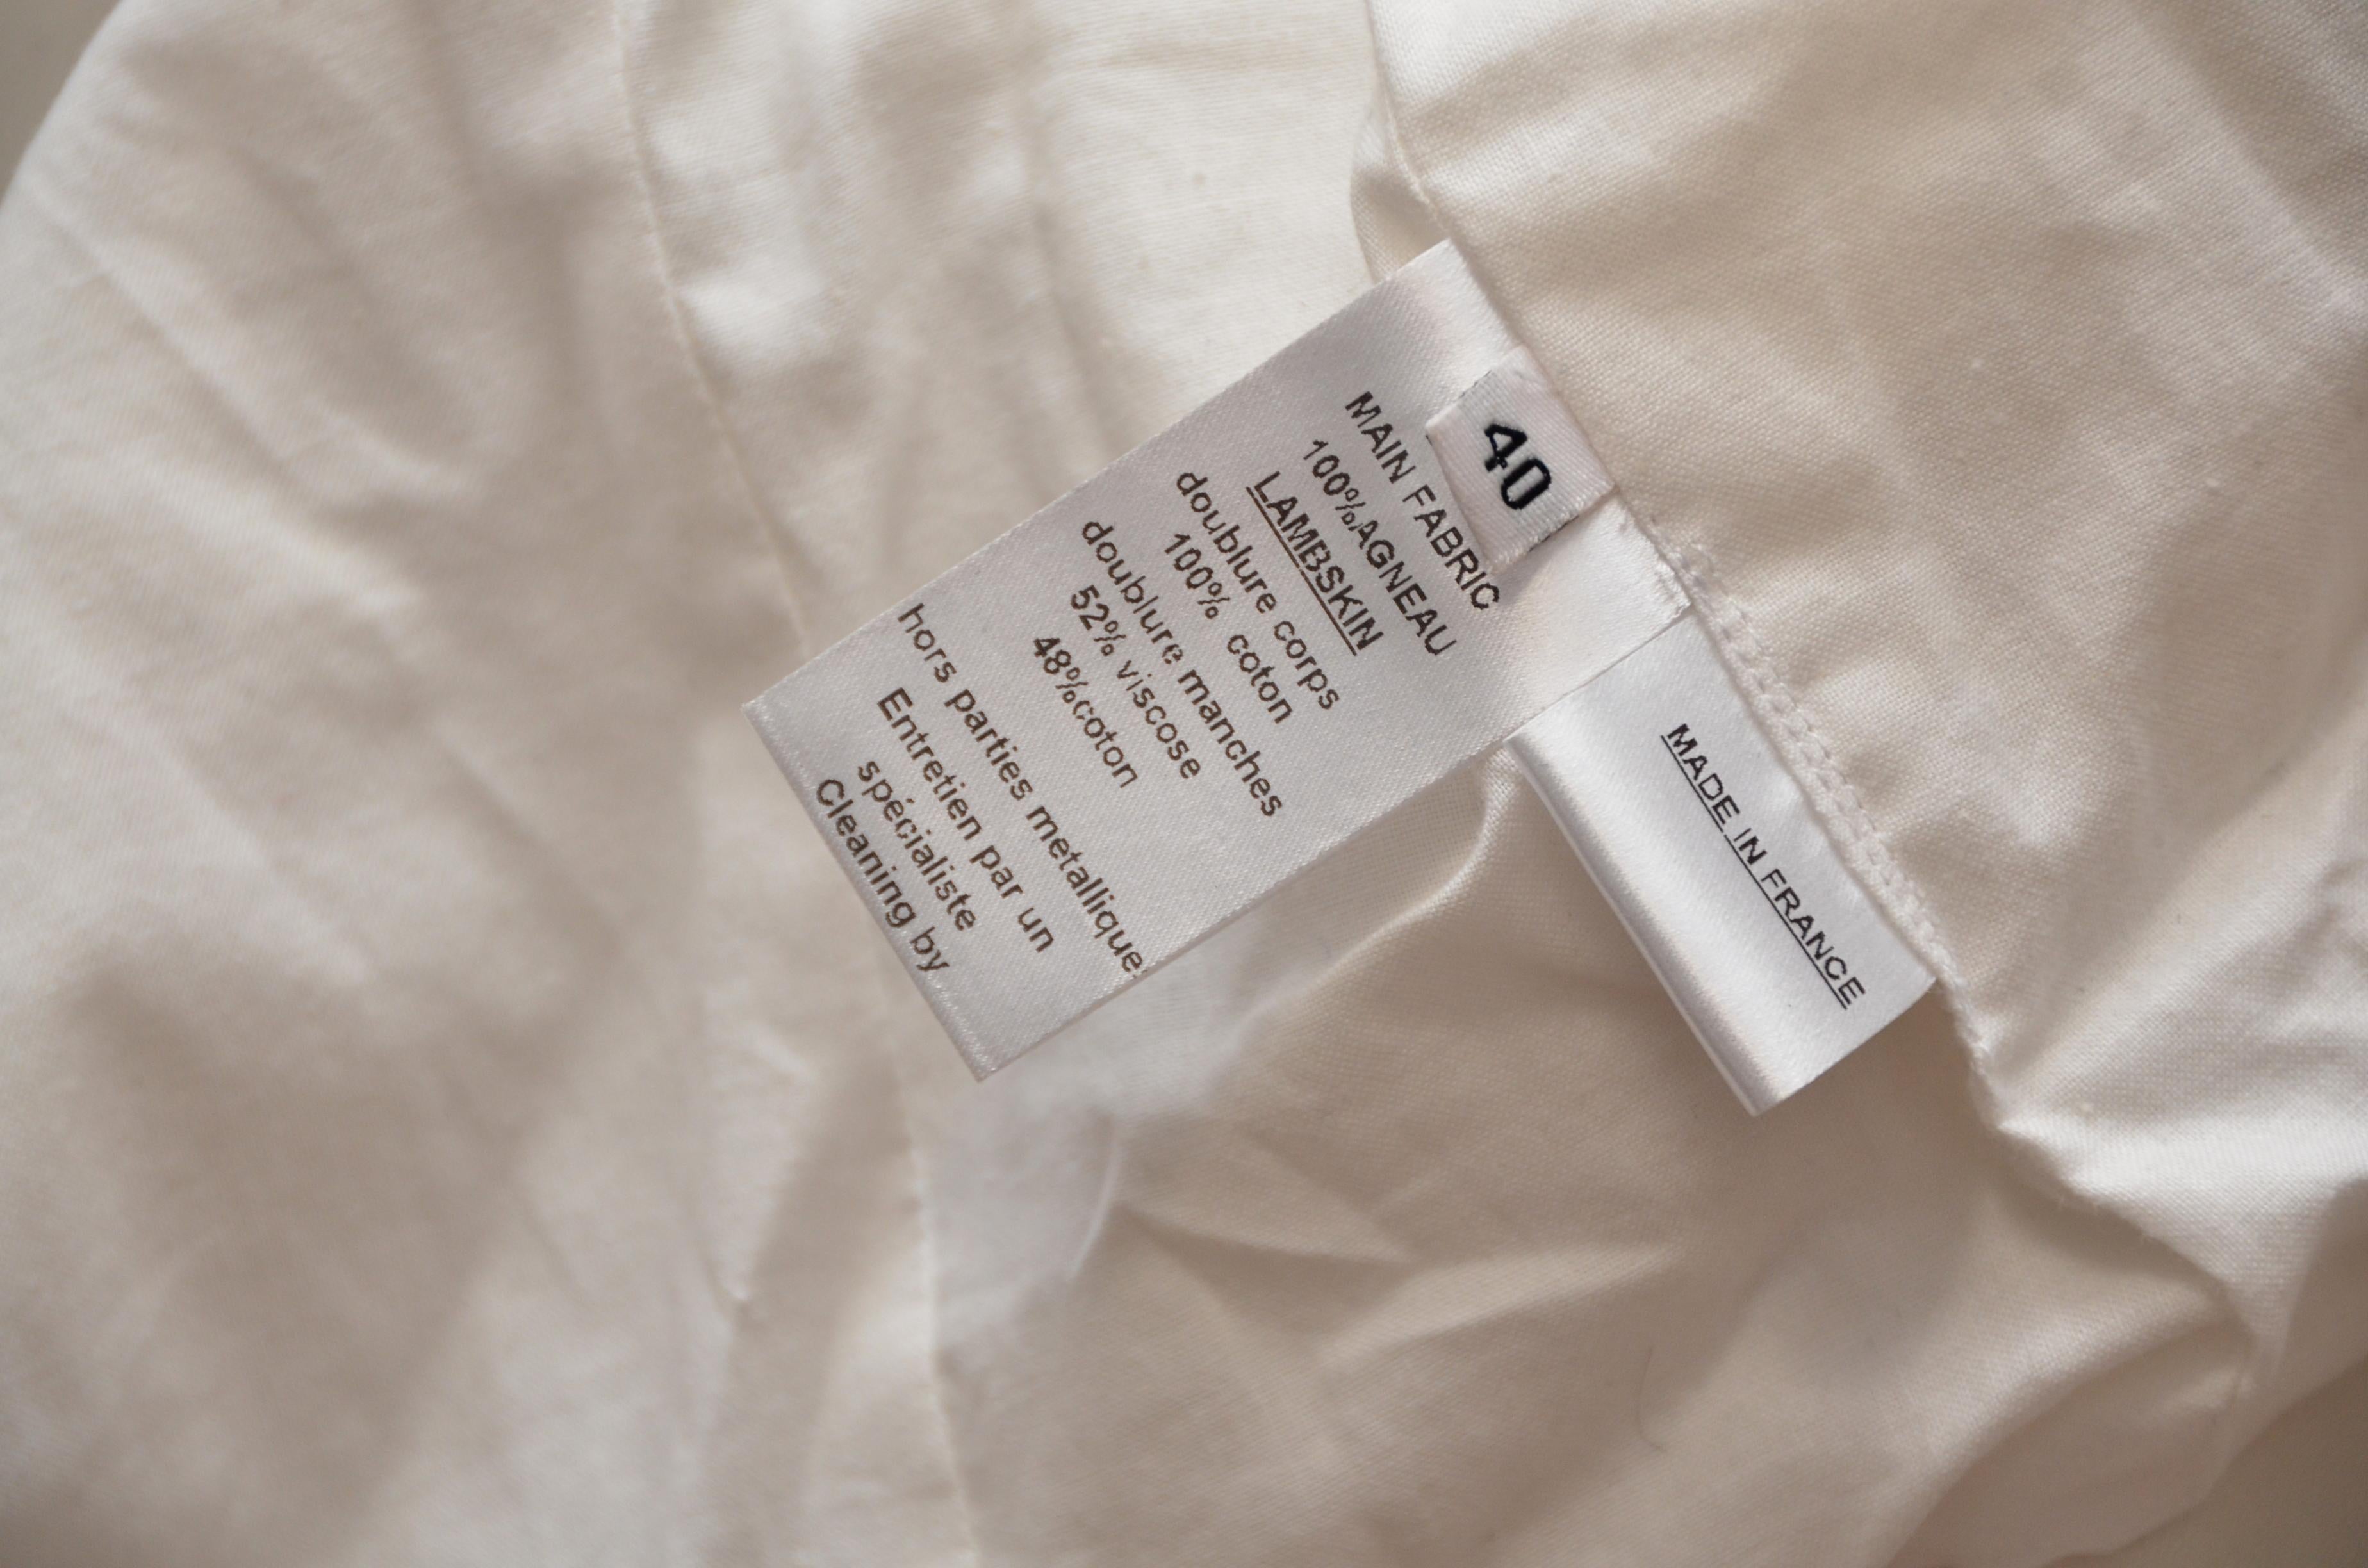 40
MAIN FABRIC
100%AGNEAU
LAMBSKIN
doublure corps
100% coton
doublure manches
52% viscose
48%coton
hors parties metallique
Entretien par un
spécialiste
Cleaning by
MADE IN FRANCE